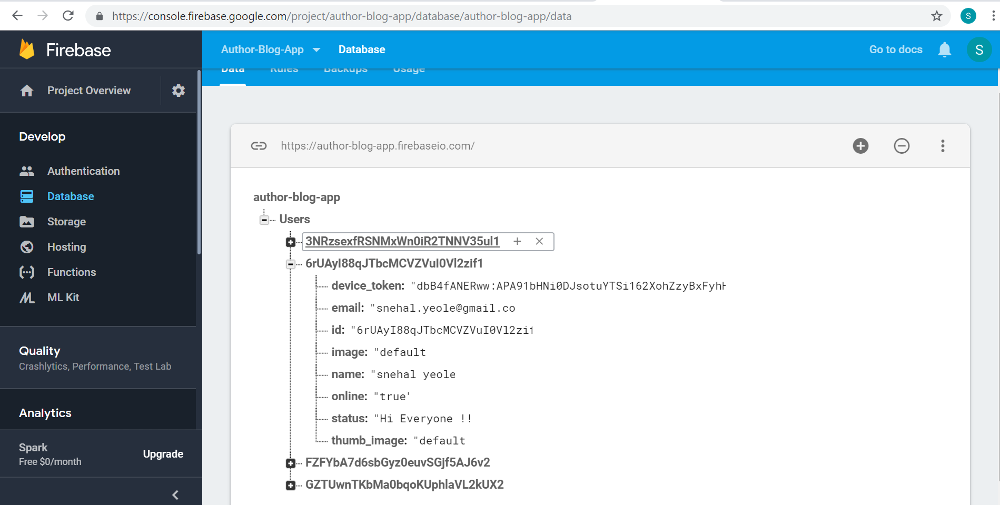 https://console.firebase.google.com/project/author-blog-app/database/author-blog-app/data
S
Firebase
Author-Blog-App
Database
Go to docs
S
Data Rules Backups Usage
Project Overview
Develop
Authentication
Database
Storage
Hosting
Functions
ML Kit
Quality
Crashlytics, Performance, Test Lab
Analytics
Spark
Free $0/month
Upgrade
https://author-blog-app.firebaseio.com/
author-blog-app
Users
3NRzsexfRSNMxWn0iR2TNNV35ul1
6rUAyI88qJTbcMCVZVuI0Vl2zif1
device_token: "dbB4fANERww:APA91bHNi0DJsotuYTSi162XohZzyBxFyhH
email: "snehal.yeole@gmail.co
id: "6rUAyI88qJTbcMCVZVuI0Vl2zif
image: "default
name: "snehal yeole
online: "true'
status: "Hi Everyone !!
thumb_image: "default
FZFYbA7d6sbGyz0euvSGjf5AJ6v2
GZTUwnTKbMa0bqoKUphlaVL2kUX2